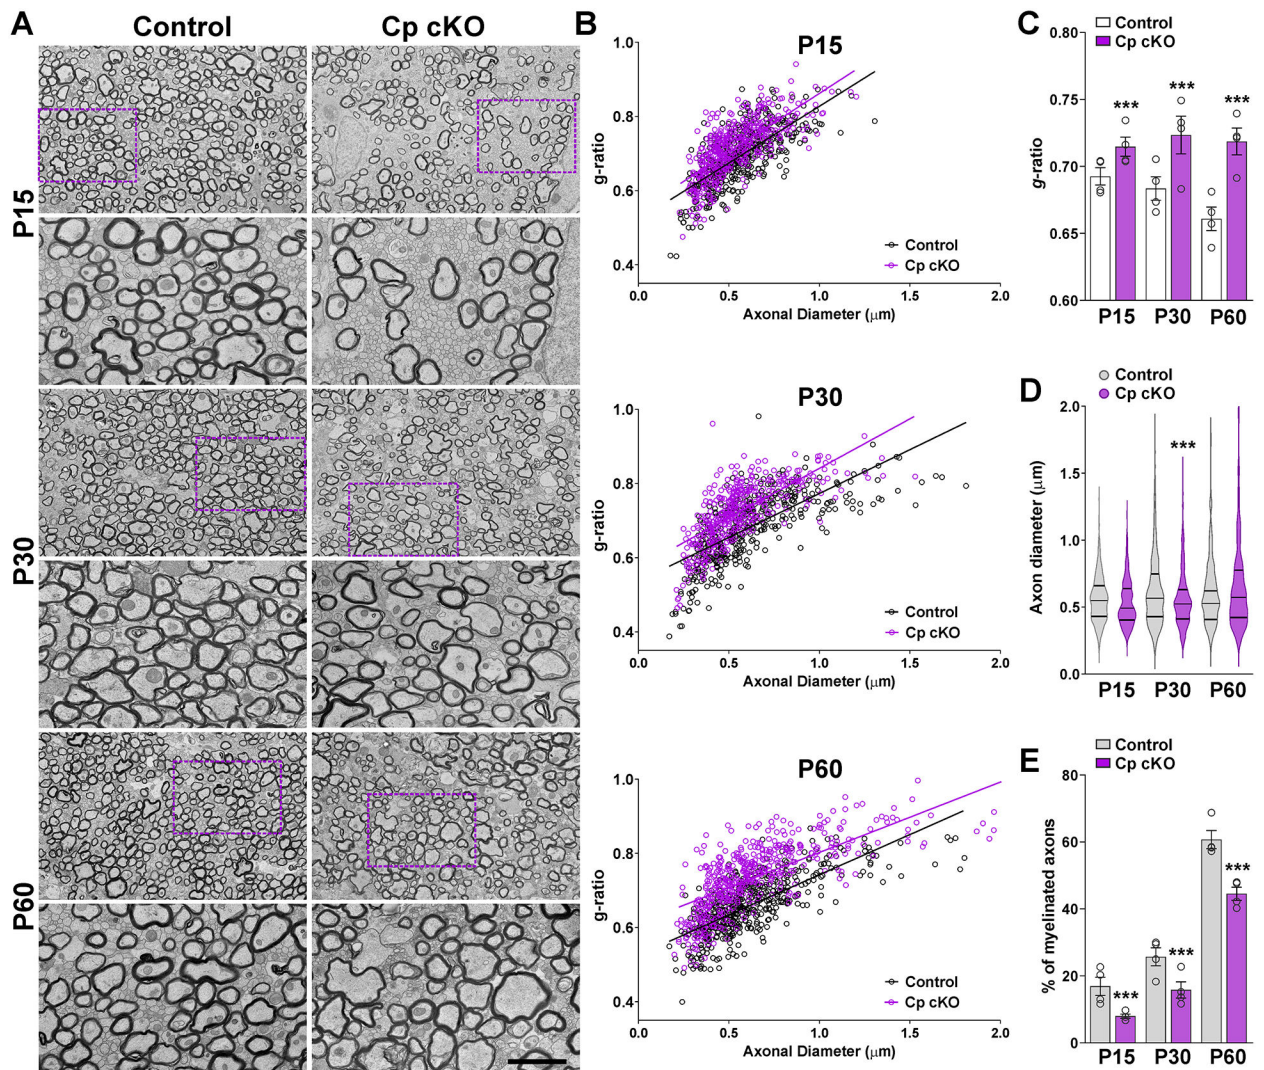 A
Control
Cp cKO
P15
P30
P60
B
P15
1.0
0.8
0.6
0.4
g-ratio
0.0 0.5 1.0 1.5 2.0
Axonal Diameter (μm)
Control
Cp cKO
P30
1.0
0.8
0.6
0.4
g-ratio
0.0 0.5 1.0 1.5 2.0
Axonal Diameter (μm)
Control
Cp cKO
P60
1.0
0.8
0.6
0.4
g-ratio
0.0 0.5 1.0 1.5 2.0
Axonal Diameter (μm)
Control
Cp cKO
C
Control
Cp cKO
0.80
0.75
0.70
0.65
0.60
g-ratio
*** *** ***
P15 P30 P60
D
Control
Cp cKO
2.0
1.5
1.0
0.5
0.0
Axon diameter (μm)
***
P15 P30 P60
E
Control
Cp cKO
80
60
40
20
0
% of myelinated axons
*** *** ***
P15 P30 P60